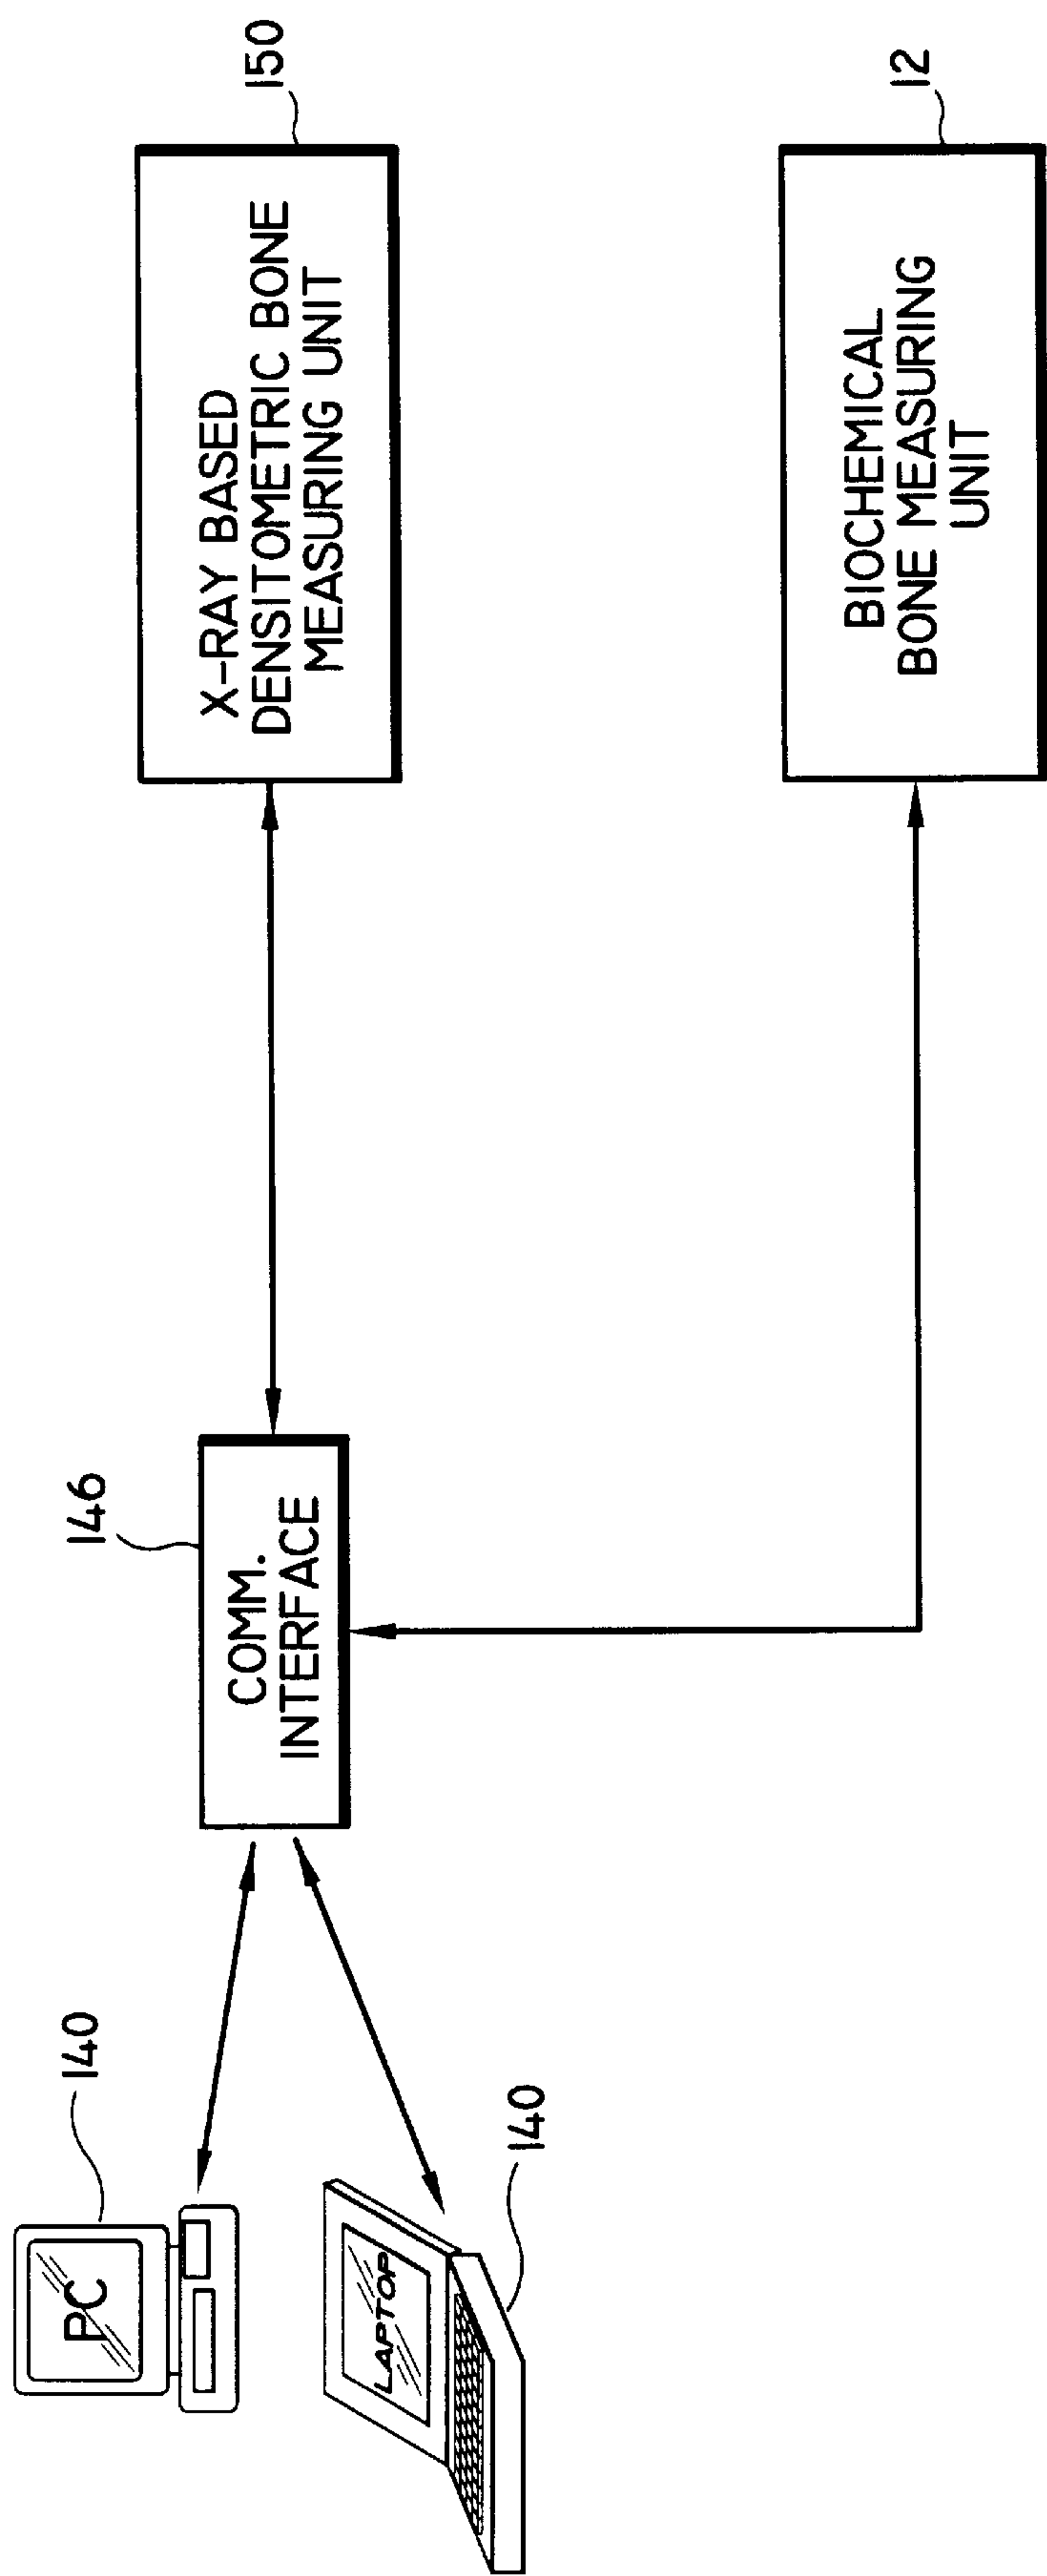 PC
140
LAPTOP
140
146
COMM.
INTERFACE
150
X-RAY BASED
DENSITOMETRIC BONE
MEASURING UNIT
12
BIOCHEMICAL
BONE MEASURING
UNIT